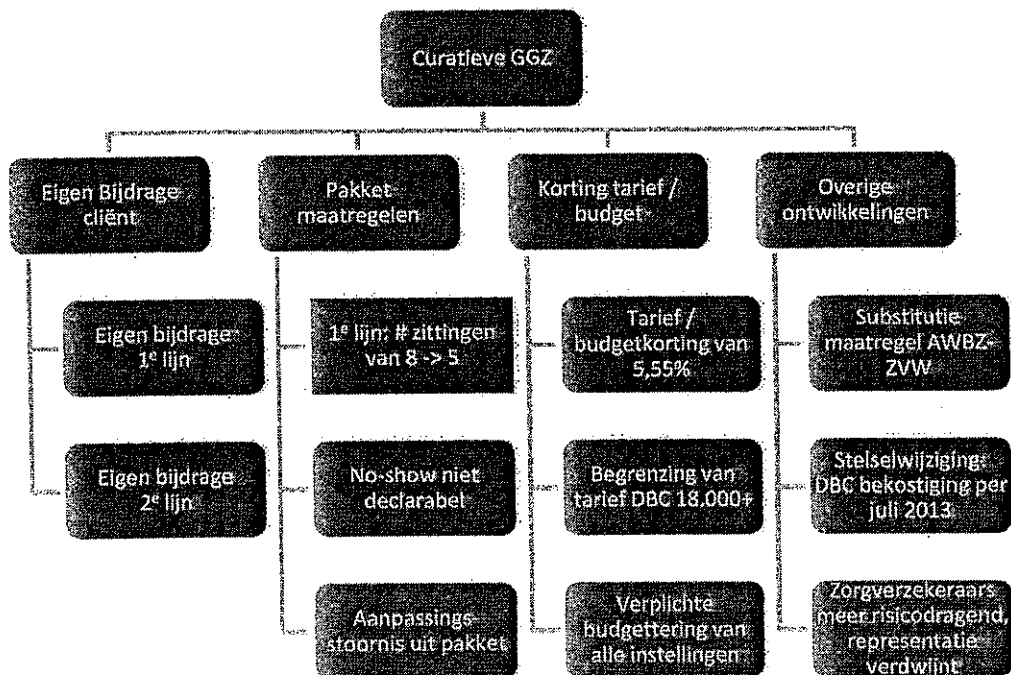 Curatieve GGZ
Eigen Bijdrage
cliënt
Pakket
maatregelen
Korting tarief /
budget
Overige
ontwikkelingen
Eigen bijdrage
1e lijn
Eigen bijdrage
2e lijn
1e lijn: # zittingen
van 8 -> 5
No-show niet
declarabel
Aanpassings-
stoornis uit pakket
Tarief /
budgetkorting van
5,55%
Begrenzing van
tarief DBC 18.000+
Verplichte
budgettering van
alle instellingen
Substitutie
maatregel AWBZ-
ZVW
Stelselwijziging:
DBC bekostiging per
juli 2013
Zorgverzekeraars
meer risicodragend,
representatie
verdwijnt